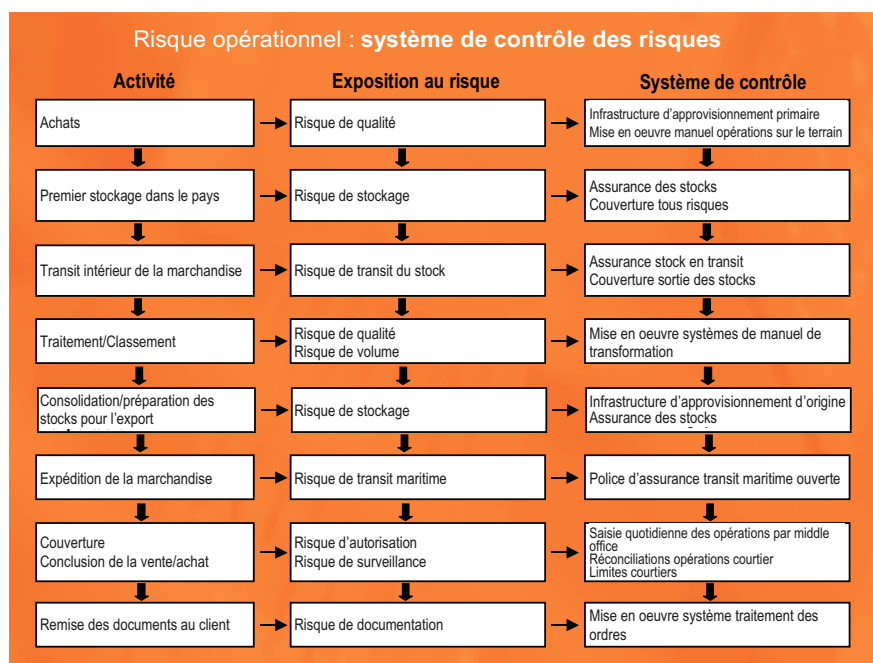 Risque opérationnel : système de contrôle des risques
Activité
Exposition au risque
Système de contrôle
Achats
Risque de qualité
Infrastructure d'approvisionnement primaire
Mise en oeuvre manuel opérations sur le terrain
Premier stockage dans le pays
Risque de stockage
Assurance des stocks
Couverture tous risques
Transit intérieur de la marchandise
Risque de transit du stock
Assurance stock en transit
Couverture sortie des stocks
Traitement/Classement
Risque de qualité
Risque de volume
Mise en oeuvre systèmes de manuel de
transformation
Consolidation/préparation des
stocks pour l'export
Risque de stockage
Infrastructure d'approvisionnement d'origine
Assurance des stocks
Expédition de la marchandise
Risque de transit maritime
Police d'assurance transit maritime ouverte
Couverture
Conclusion de la vente/achat
Risque d'autorisation
Risque de surveillance
Saisie quotidienne des opérations par middle
office
Réconciliations opérations courtier
Limites courtiers
Remise des documents au client
Risque de documentation
Mise en oeuvre système traitement des
ordres